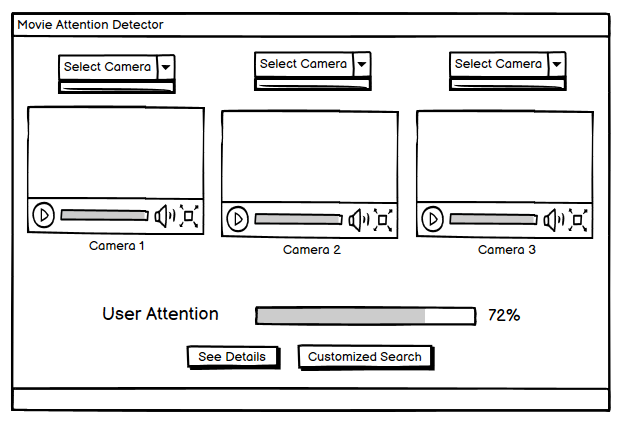 Movie Attention Detector
Select Camera
Select Camera
Select Camera
Camera 1
Camera 2
Camera 3
User Attention
72%
See Details
Customized Search